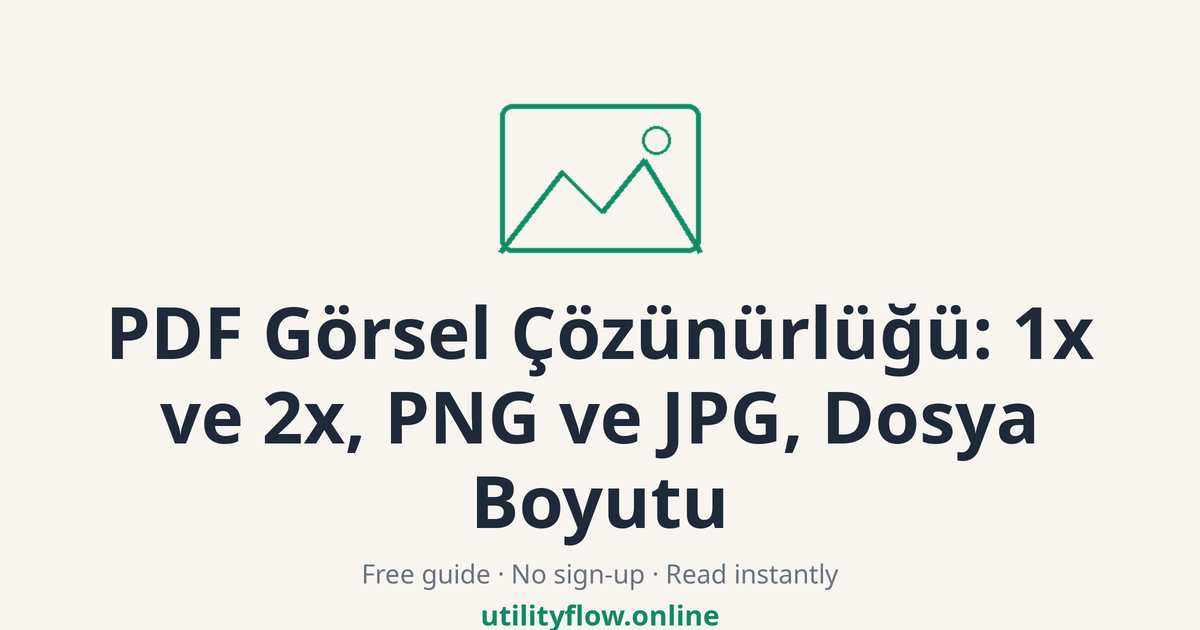 PDF Görsel Çözünürlüğü: 1x
ve 2x, PNG ve JPG, Dosya
Boyutu
Free guide · No sign-up · Read instantly
utilityflow.online